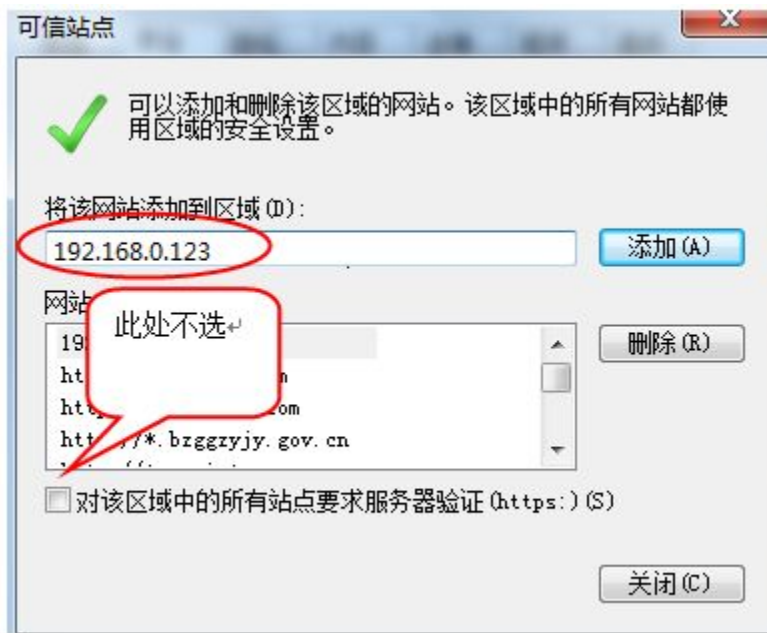 可信站点
可以添加和删除该区域的网站。该区域中的所有网站都使
用区域的安全设置。
将该网站添加到区域(D):
192.168.0.123
添加(A)
网站
此处不选
删除(R)
http://*.bzggzyjy.gov.cn
对该区域中的所有站点要求服务器验证(https:)(S)
关闭(C)